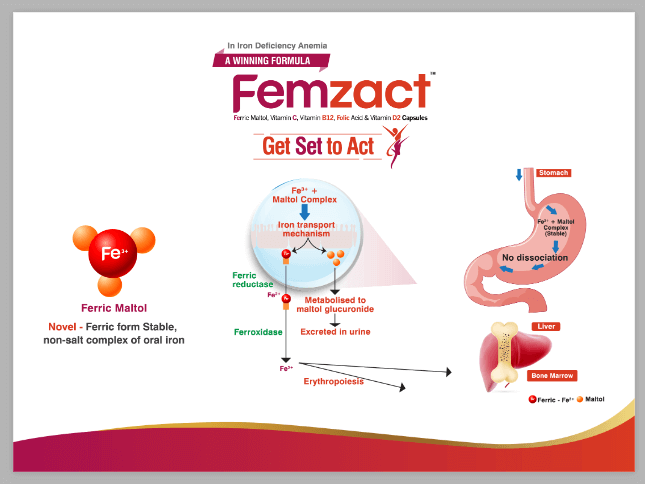 In Iron Deficiency Anemia
A WINNING FORMULA
Femzact™
Ferric Maltol, Vitamin C, Vitamin B12, Folic Acid & Vitamin D2 Capsules
Get Set to Act
Fe³⁺
Ferric Maltol
Novel - Ferric form Stable,
non-salt complex of oral iron
Fe³⁺ +
Maltol Complex
Iron transport
mechanism
Fe
Ferric
reductase
Fe²⁺
Fe
Metabolised to
maltol glucuronide
Ferroxidase
Excreted in urine
Fe³⁺
Erythropoiesis
Stomach
Fe³⁺ + Maltol
Complex
(Stable)
No dissociation
Liver
Bone Marrow
Ferric - Fe³⁺ Maltol